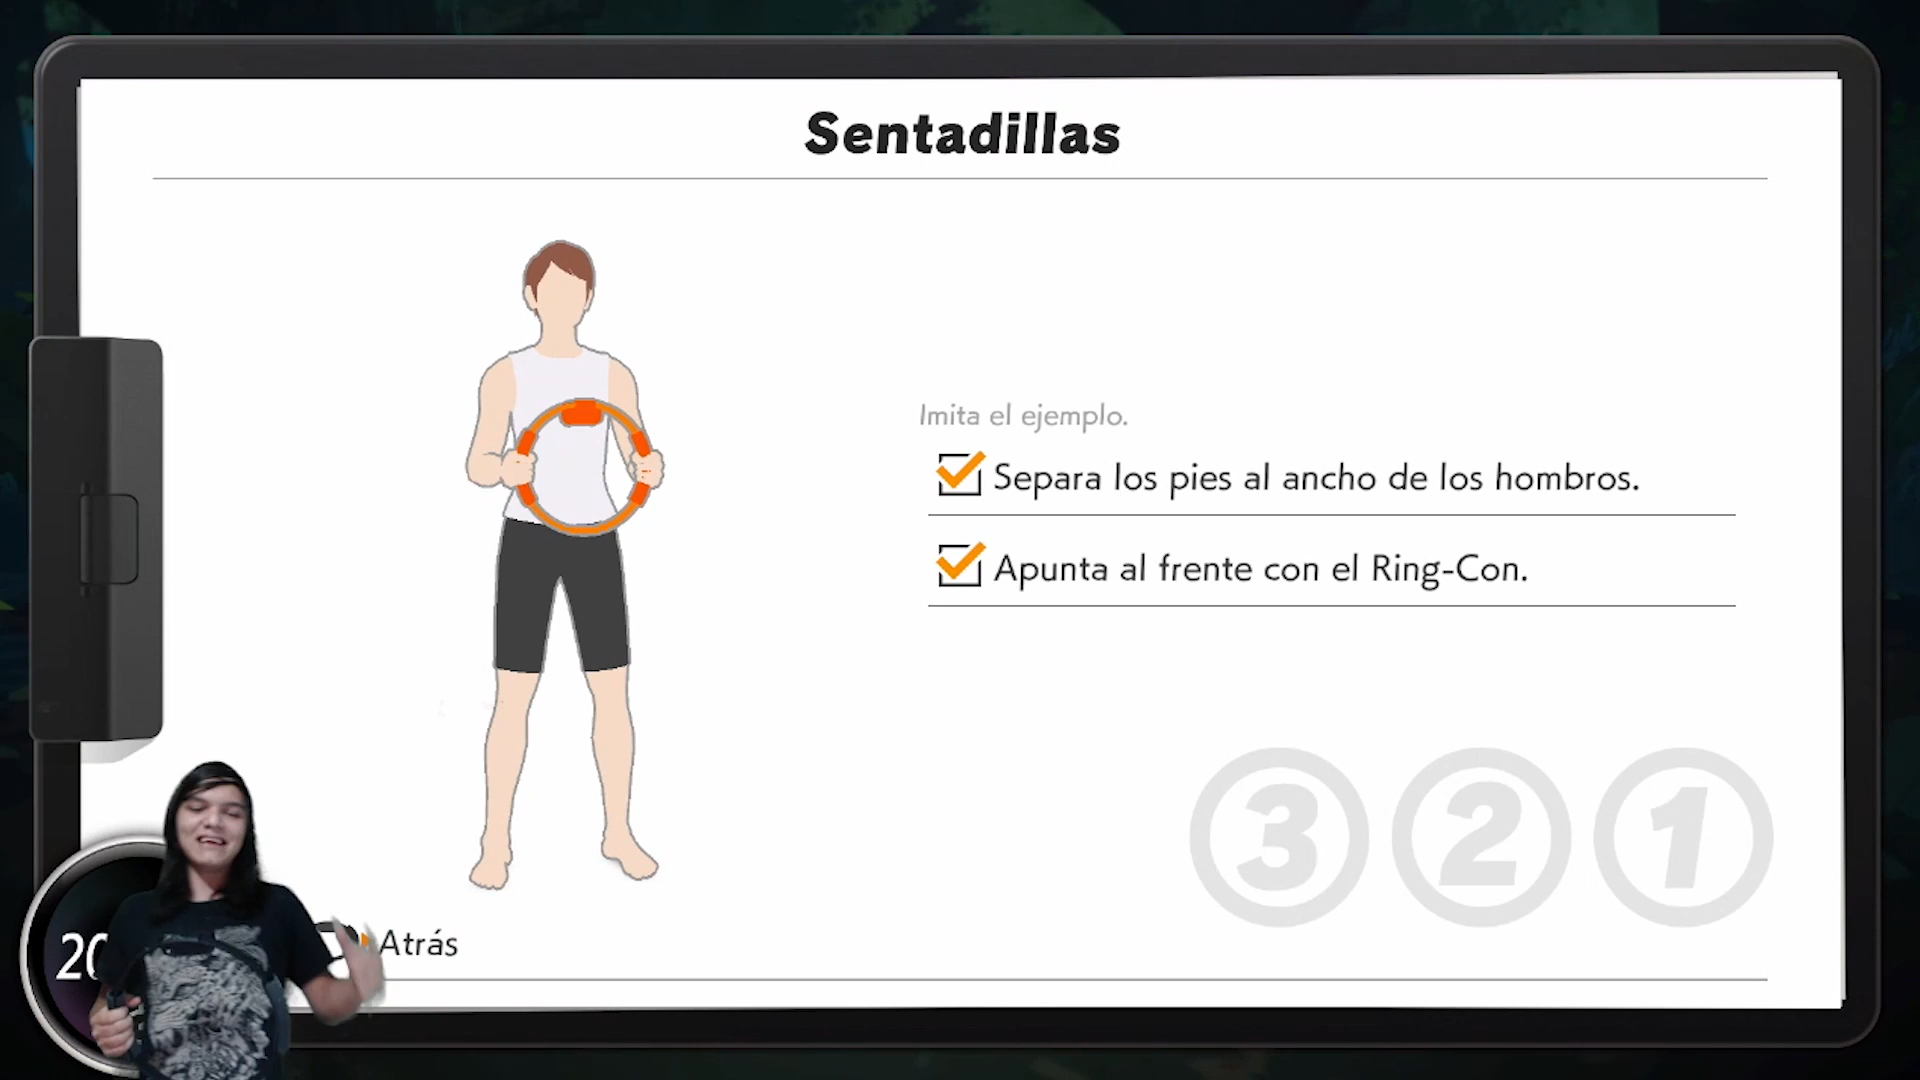 Sentadillas
Imita el ejemplo.
Separa los pies al ancho de los hombros.
Apunta al frente con el Ring-Con.
3 2 1
Atrás